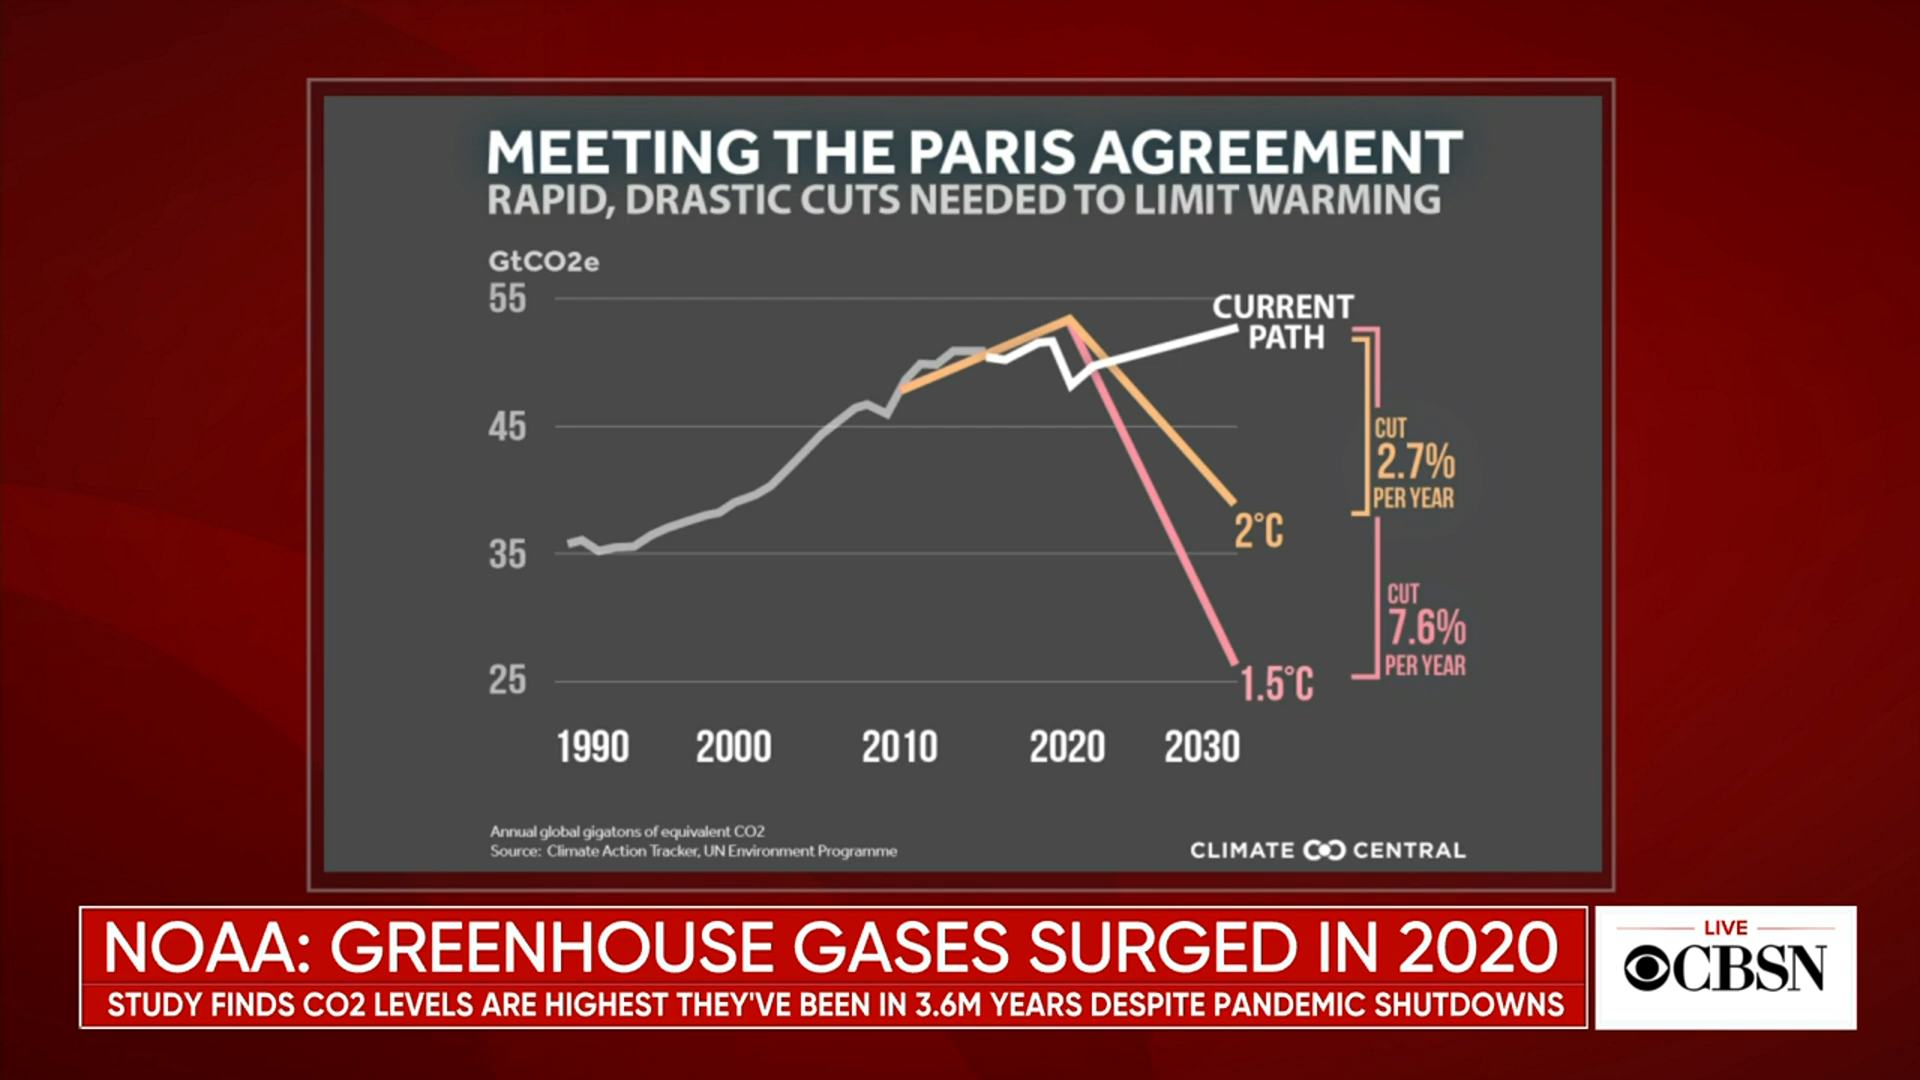 MEETING THE PARIS AGREEMENT
RAPID, DRASTIC CUTS NEEDED TO LIMIT WARMING
GtCO2e
55
45
35
25
CURRENT
PATH
2°C
1.5°C
CUT
2.7%
PER YEAR
CUT
7.6%
PER YEAR
1990 2000 2010 2020 2030
Annual global gigatons of equivalent CO2
Source: Climate Action Tracker, UN Environment Programme
CLIMATE CENTRAL
NOAA: GREENHOUSE GASES SURGED IN 2020
STUDY FINDS CO2 LEVELS ARE HIGHEST THEY'VE BEEN IN 3.6M YEARS DESPITE PANDEMIC SHUTDOWNS
LIVE
CBSN